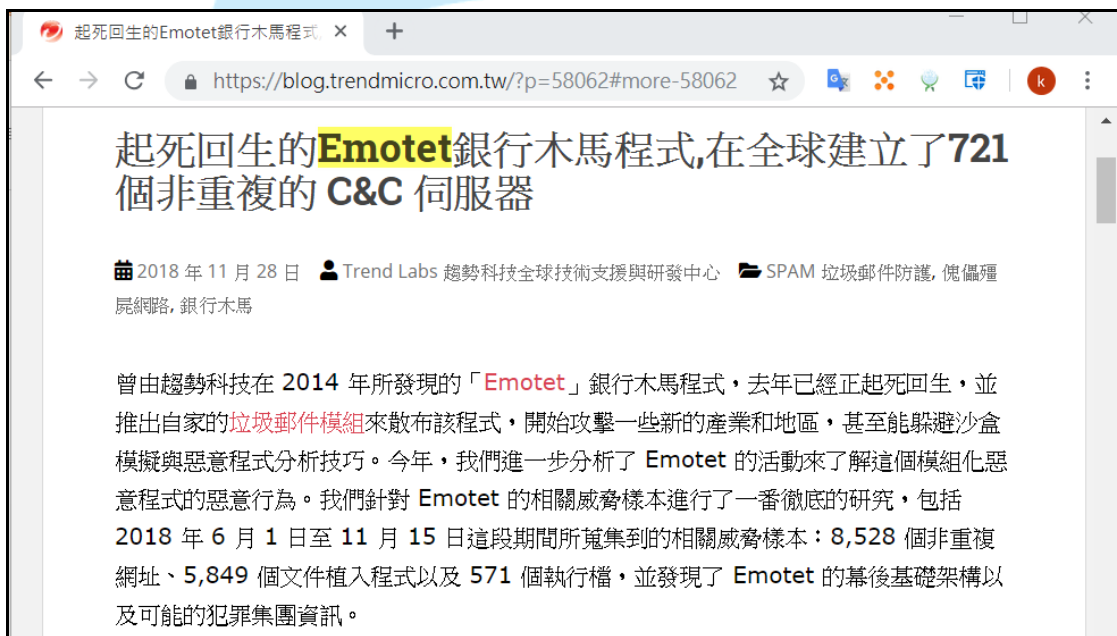 起死回生的Emotet銀行木馬程式,
https://blog.trendmicro.com.tw/?p=58062#more-58062
k
起死回生的Emotet銀行木馬程式,在全球建立了721
個非重複的 C&C 伺服器
2018 年 11 月 28 日 Trend Labs 趨勢科技全球技術支援與研發中心 SPAM 垃圾郵件防護, 傀儡殭
屍網路, 銀行木馬
曾由趨勢科技在 2014 年所發現的「Emotet」銀行木馬程式，去年已經正起死回生，並
推出自家的垃圾郵件模組來散布該程式，開始攻擊一些新的產業和地區，甚至能躲避沙盒
模擬與惡意程式分析技巧。今年，我們進一步分析了 Emotet 的活動來了解這個模組化惡
意程式的惡意行為。我們針對 Emotet 的相關威脅樣本進行了一番徹底的研究，包括
2018 年 6 月 1 日至 11 月 15 日這段期間所蒐集到的相關威脅樣本：8,528 個非重複
網址、5,849 個文件植入程式以及 571 個執行檔，並發現了 Emotet 的幕後基礎架構以
及可能的犯罪集團資訊。